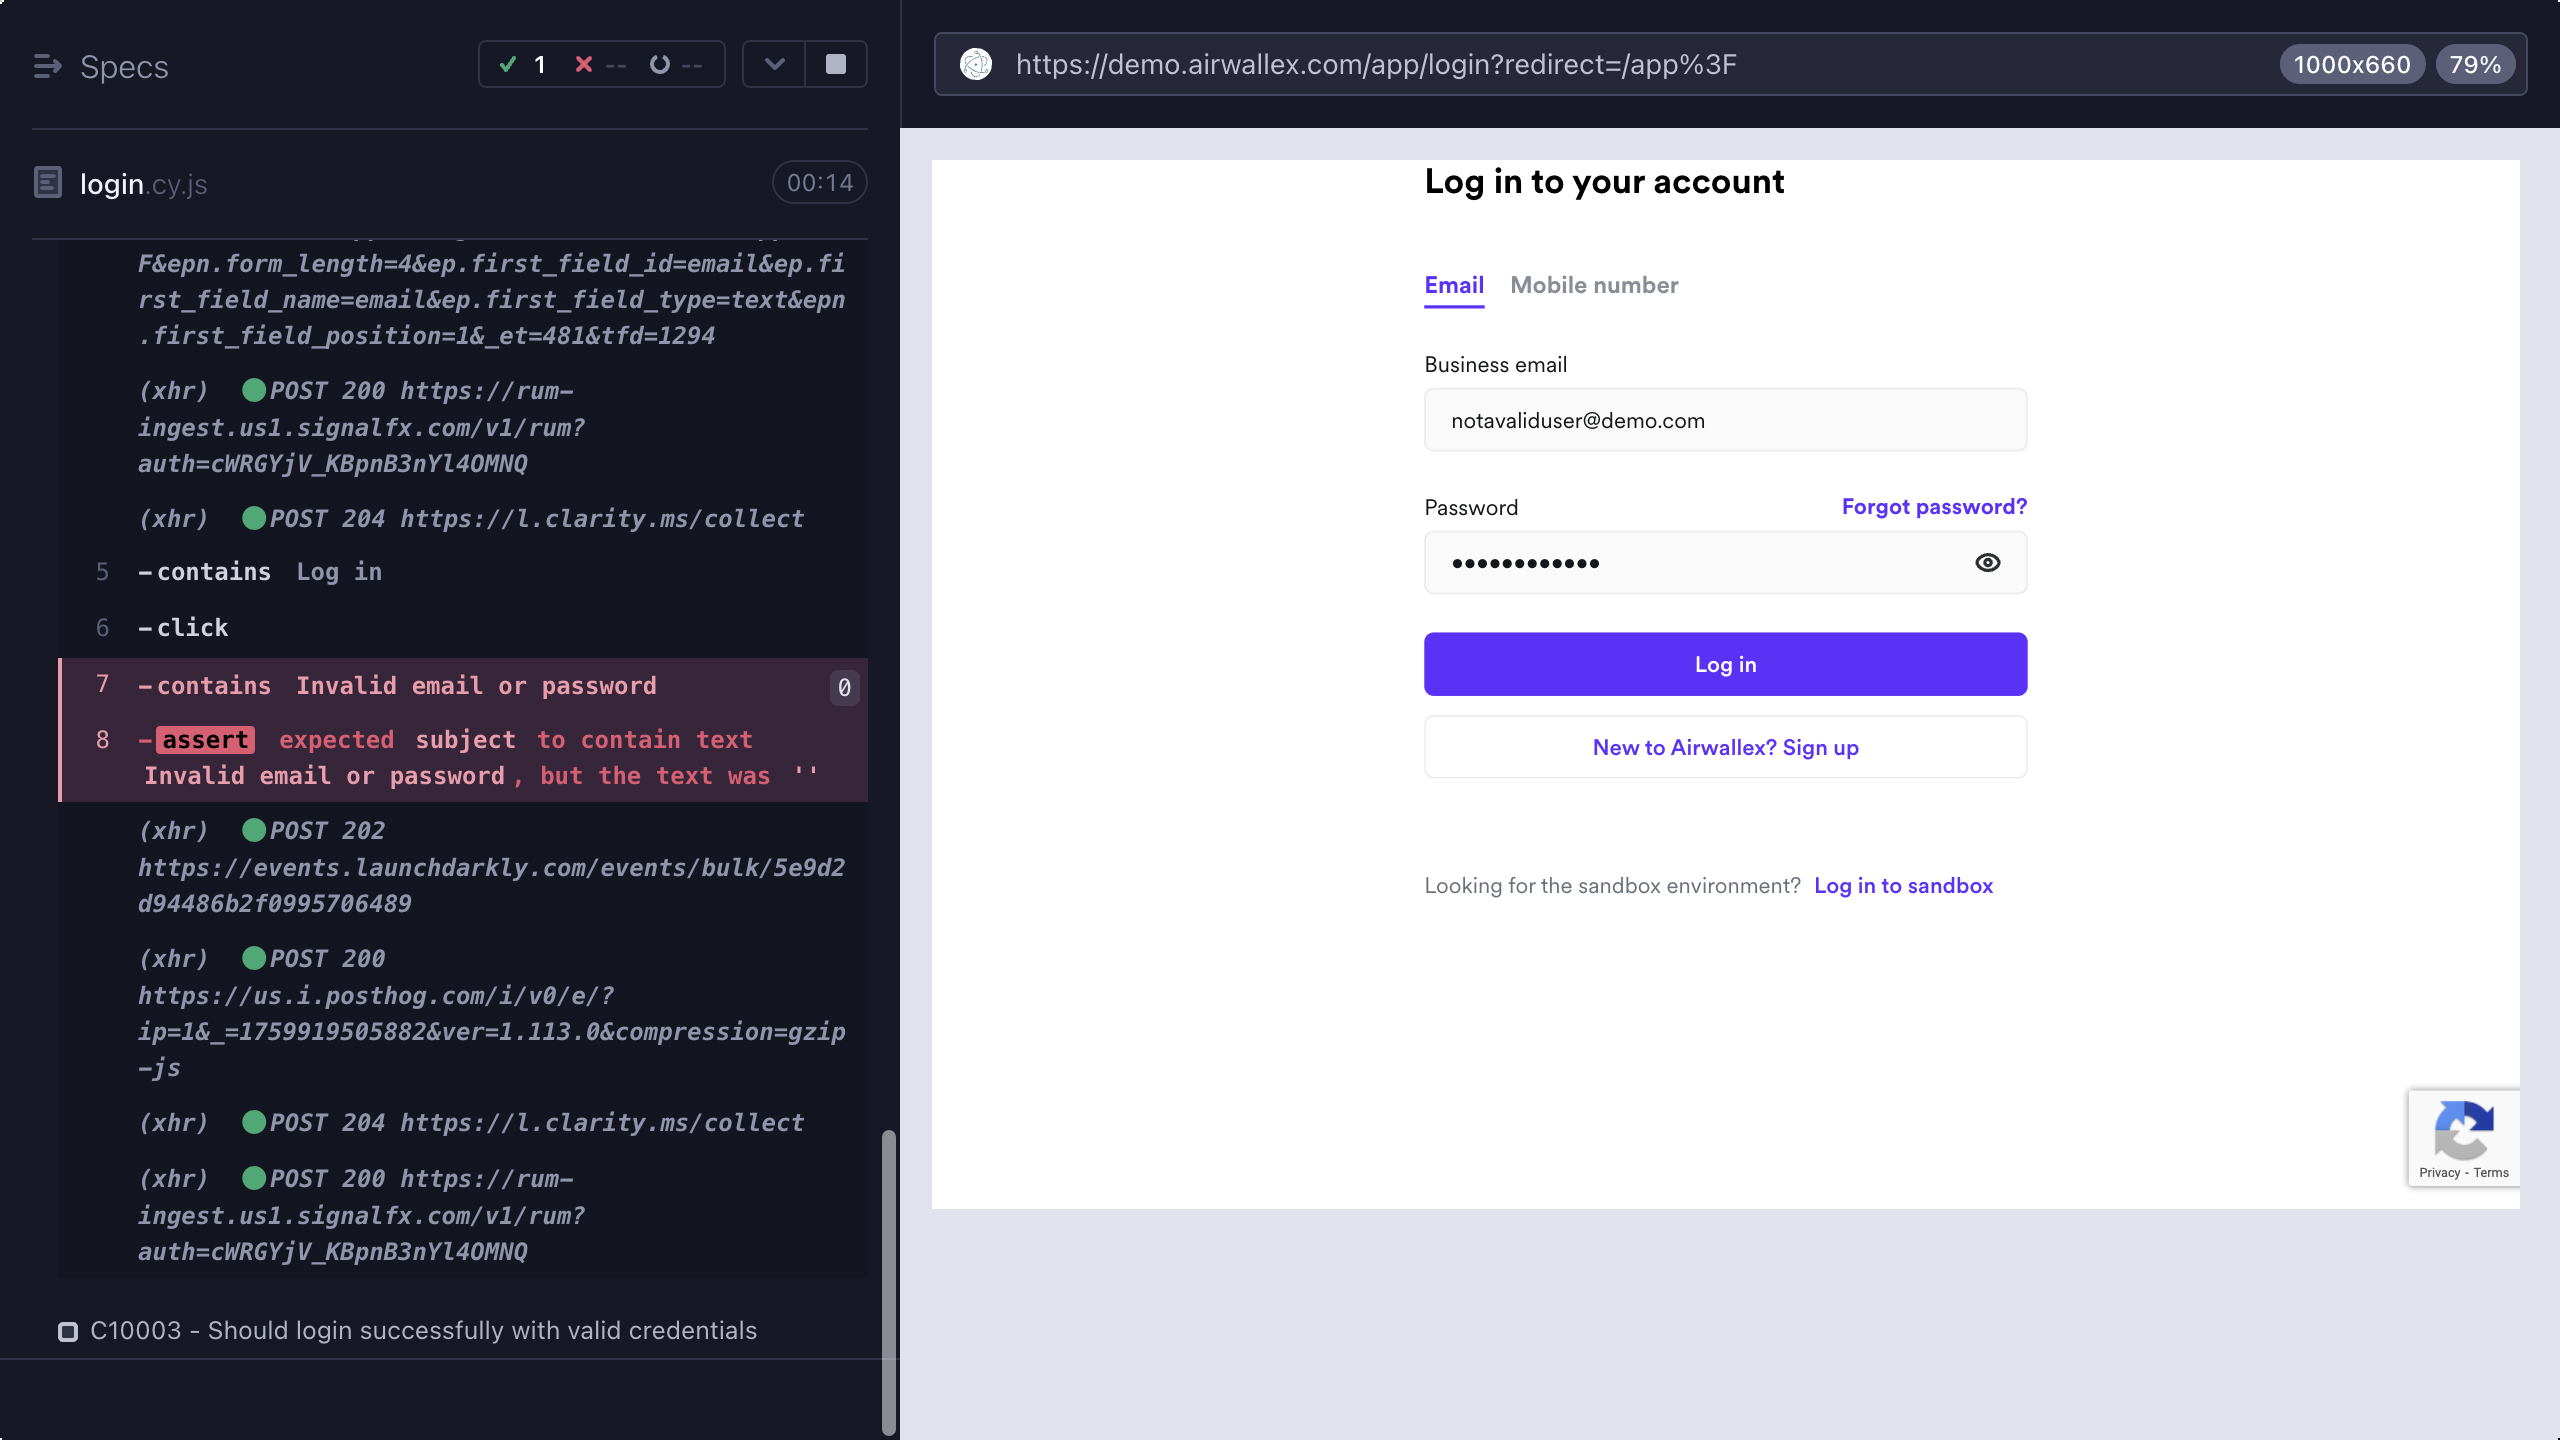 Specs
1 -- --
login.cy.js
00:14
F&epn.form_length=4&ep.first_field_id=email&ep.fi
rst_field_name=email&ep.first_field_type=text&epn
.first_field_position=1&_et=481&tfd=1294
(xhr) POST 200 https://rum-
ingest.us1.signalfx.com/v1/rum?
auth=cWRGYjV_KBpnB3nYl4OMNQ
(xhr) POST 204 https://l.clarity.ms/collect
5 -contains Log in
6 -click
7 -contains Invalid email or password 0
8 -assert expected subject to contain text
Invalid email or password, but the text was ''
(xhr) POST 202
https://events.launchdarkly.com/events/bulk/5e9d2
d94486b2f0995706489
(xhr) POST 200
https://us.i.posthog.com/i/v0/e/?
ip=1&_=1759919505882&ver=1.113.0&compression=gzip
-js
(xhr) POST 204 https://l.clarity.ms/collect
(xhr) POST 200 https://rum-
ingest.us1.signalfx.com/v1/rum?
auth=cWRGYjV_KBpnB3nYl4OMNQ
C10003 - Should login successfully with valid credentials
https://demo.airwallex.com/app/login?redirect=/app%3F
1000x660 79%
Log in to your account
Email Mobile number
Business email
notavaliduser@demo.com
Password Forgot password?
••••••••••••
Log in
New to Airwallex? Sign up
Looking for the sandbox environment? Log in to sandbox
Privacy - Terms